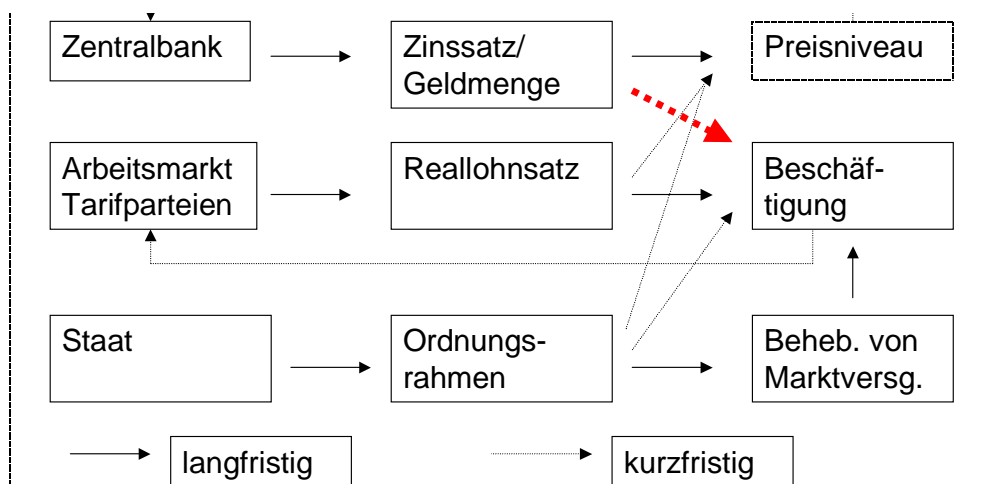 Zentralbank
Zinssatz/
Geldmenge
Preisniveau
Arbeitsmarkt
Tarifparteien
Reallohnsatz
Beschäf-
tigung
Staat
Ordnungs-
rahmen
Beheb. von
Marktversg.
langfristig
kurzfristig